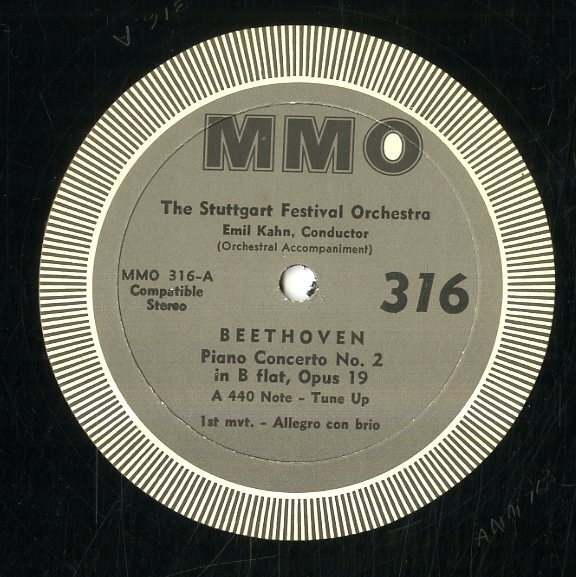 MMO
The Stuttgart Festival Orchestra
Emil Kahn, Conductor
(Orchestral Accompaniment)
MMO 316-A
Compatible
Stereo
316
BEETHOVEN
Piano Concerto No. 2
in B flat, Opus 19
A 440 Note - Tune Up
1st mvt. - Allegro con brio